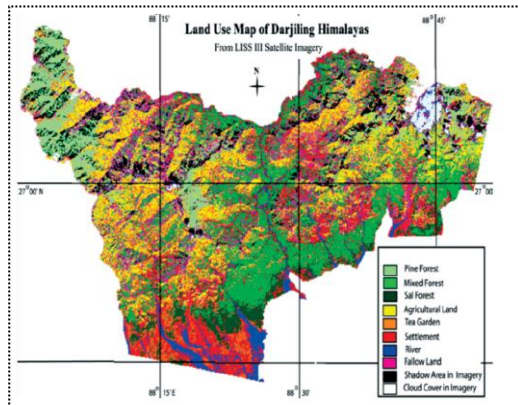 88°15'
88°45'
Land Use Map of Darjiling Himalayas
From LISS III Satellite Imagery
N
27°00' N
27°00'
Pine Forest
Mixed Forest
Sal Forest
Agricultural Land
Tea Garden
Settlement
River
Fallow Land
Shadow Area in Imagery
Cloud Cover in Imagery
88°15'E
88°30'